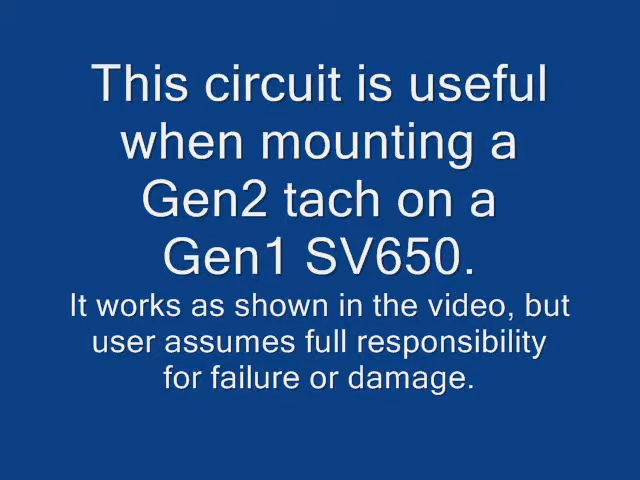 This circuit is useful
when mounting a
Gen2 tach on a
Gen1 SV650.
It works as shown in the video, but
user assumes full responsibility
for failure or damage.